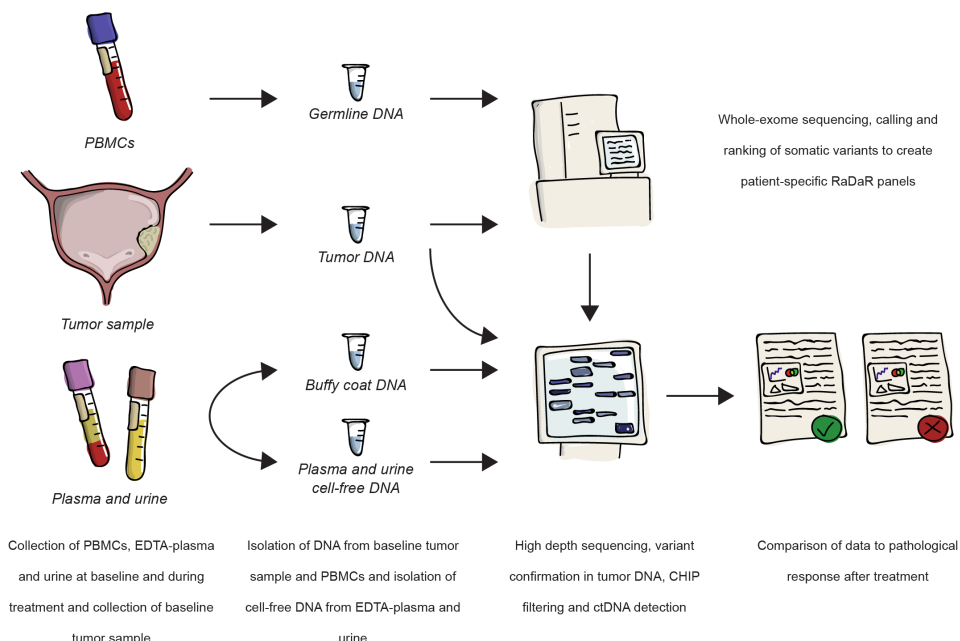 PBMCs
Germline DNA
Whole-exome sequencing, calling and
ranking of somatic variants to create
patient-specific RaDaR panels
Tumor sample
Tumor DNA
Buffy coat DNA
Plasma and urine
Plasma and urine
cell-free DNA
Collection of PBMCs, EDTA-plasma
and urine at baseline and during
treatment and collection of baseline
tumor sample
Isolation of DNA from baseline tumor
sample and PBMCs and isolation of
cell-free DNA from EDTA-plasma and
urine
High depth sequencing, variant
confirmation in tumor DNA, CHIP
filtering and ctDNA detection
Comparison of data to pathological
response after treatment